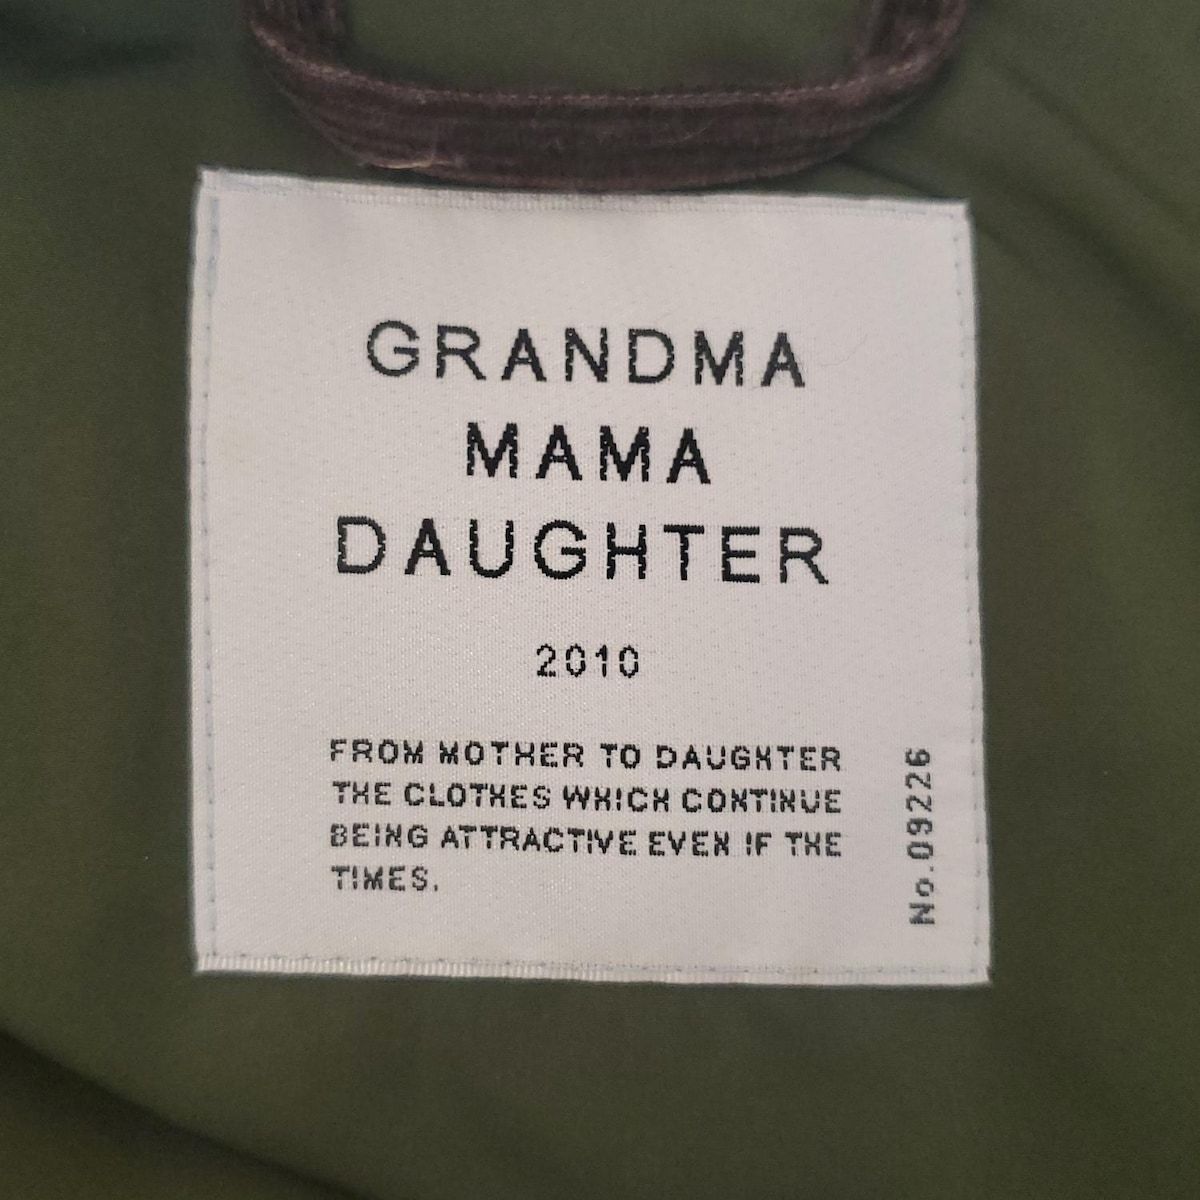 GRANDMA
MAMA
DAUGHTER
2010
FROM MOTHER TO DAUGHTER
THE CLOTHES WHICH CONTINUE
BEING ATTRACTIVE EVEN IF THE
TIMES.
No.09226